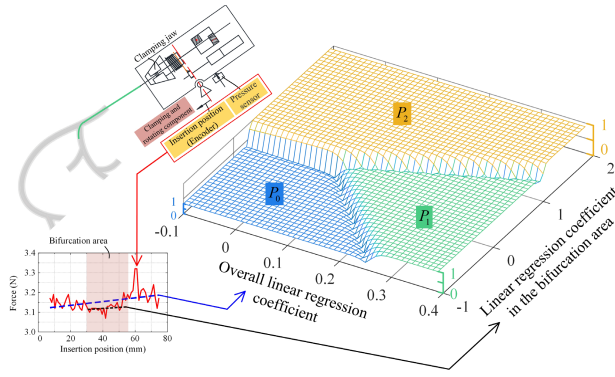 Clamping jaw
Clamping and
rotating component
Insertion position
(Encoder)
Pressure
sensor
P2
P0
P1
1
0
1
0
1
0
-0.1
0
0.1
0.2
0.3
0.4
-1
0
1
2
Overall linear regression
coefficient
Linear regression coefficient
in the bifurcation area
Bifurcation area
Force (N)
3.4
3.3
3.2
3.1
3.0
0
20
40
60
80
Insertion position (mm)